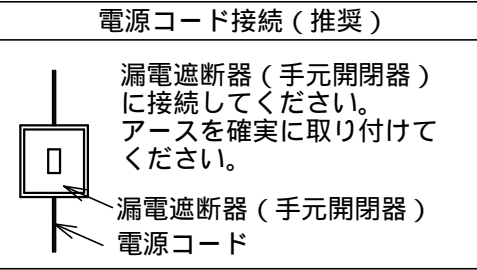 電源コード接続（推奨）
漏電遮断器（手元開閉器）
に接続してください。
アースを確実に取り付けて
ください。
漏電遮断器（手元開閉器）
電源コード